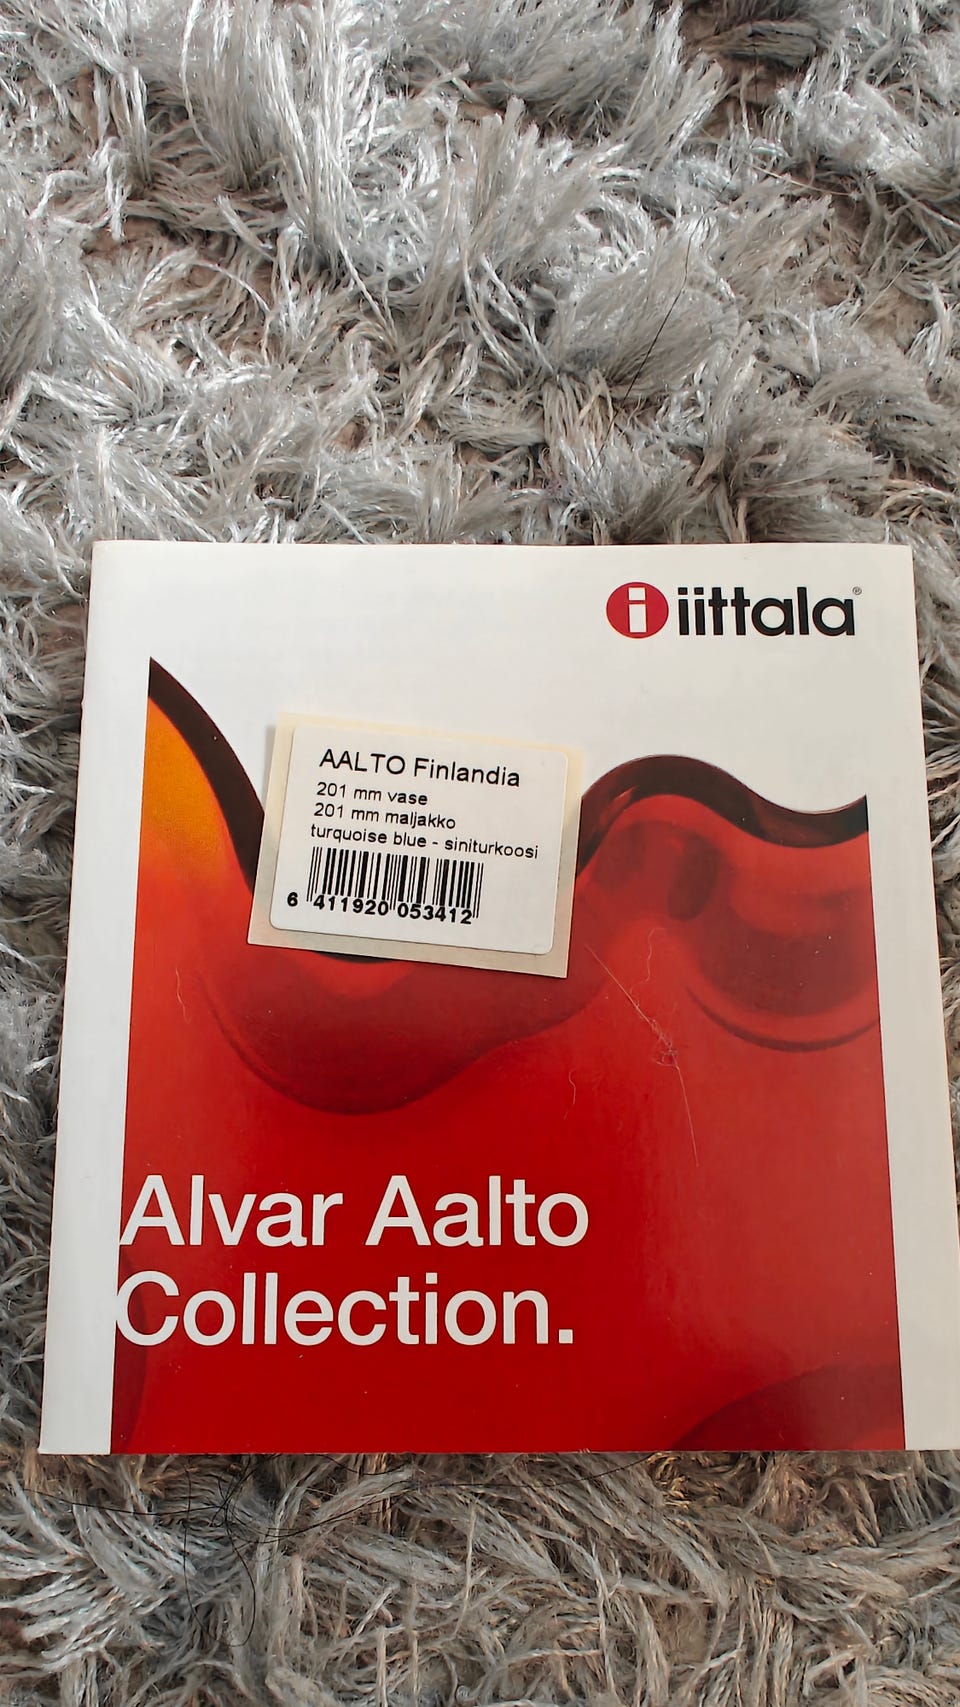 iittala®
AALTO Finlandia
201 mm vase
201 mm maljakko
turquoise blue - siniturkoosi
6 411920 053412
Alvar Aalto
Collection.